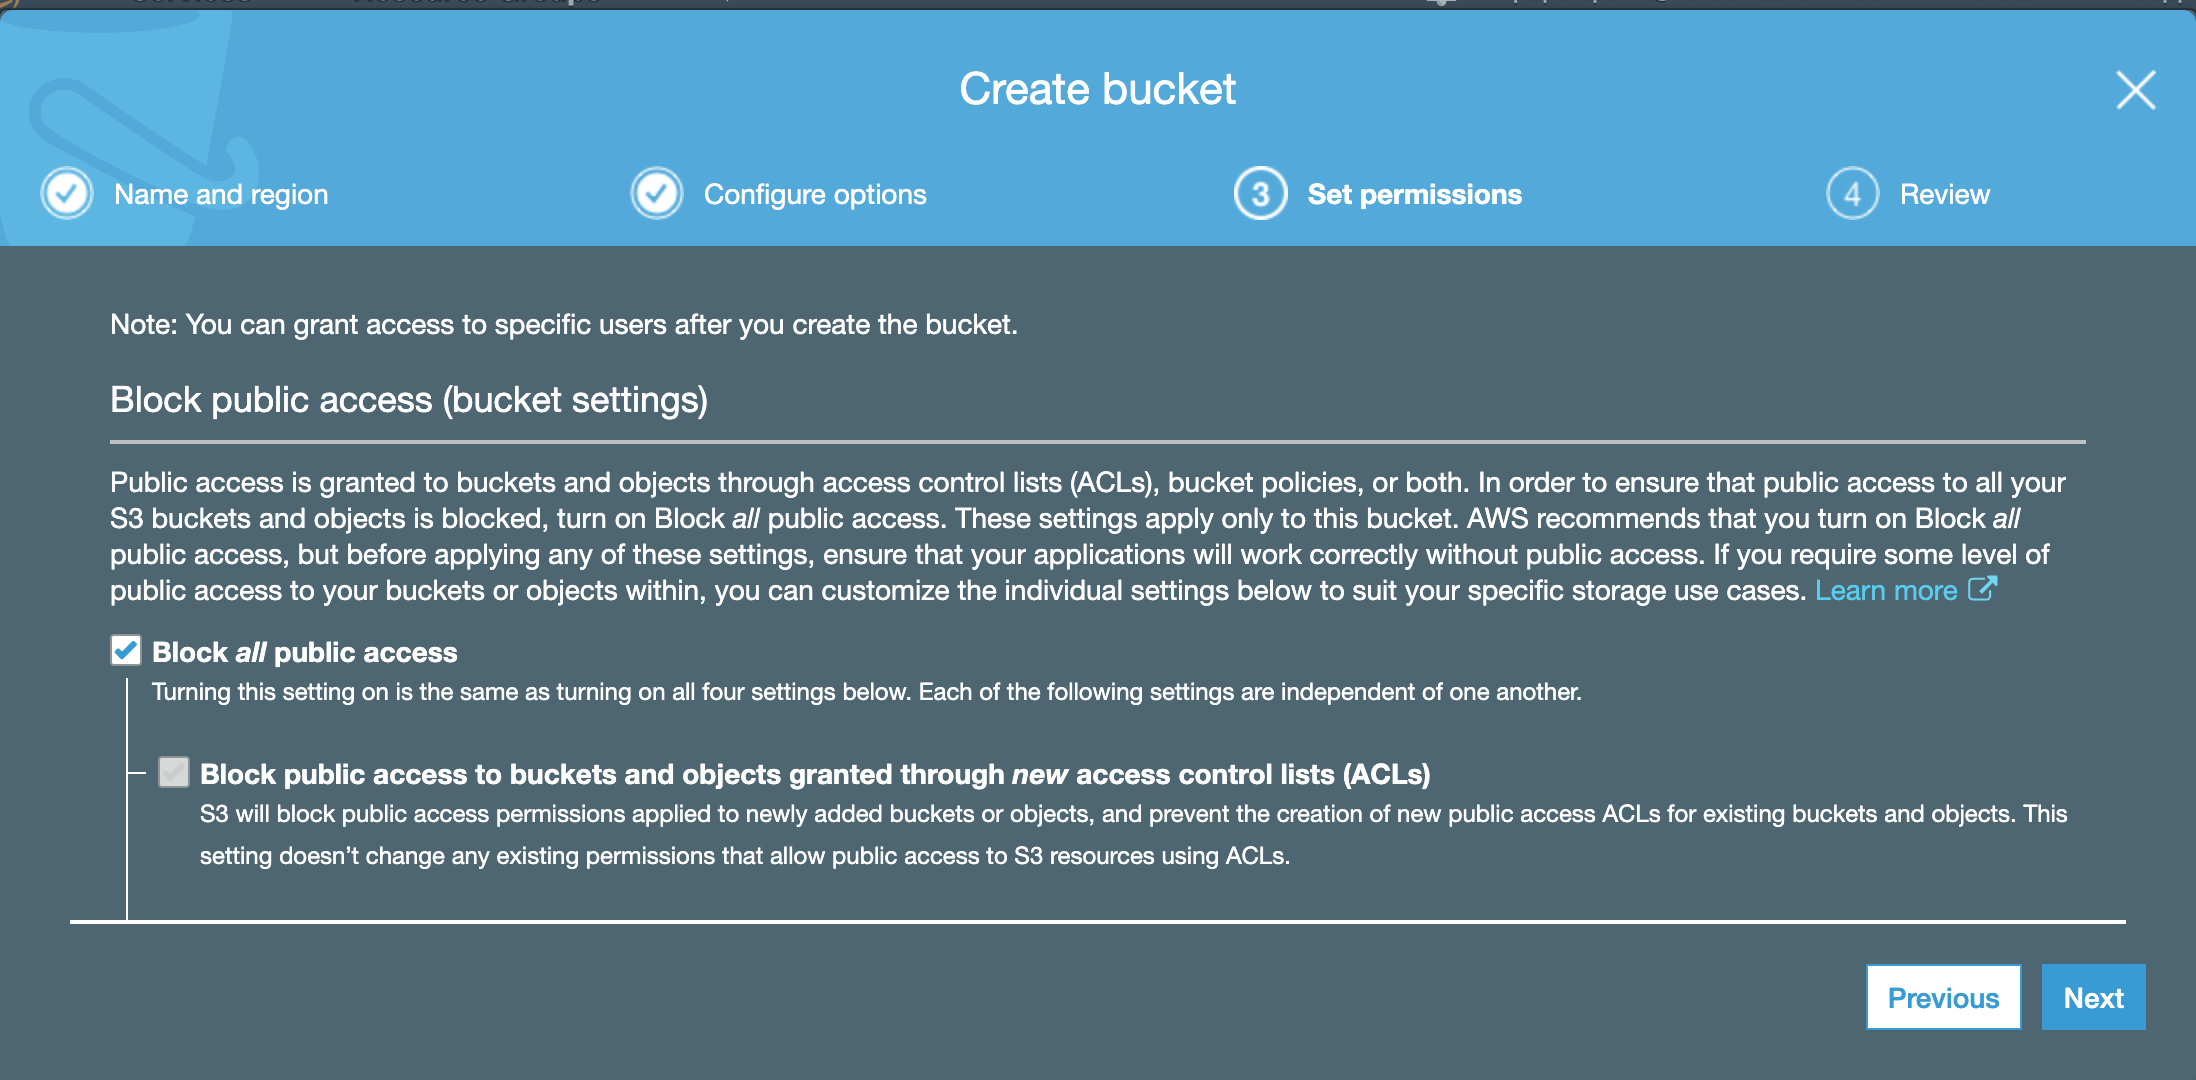 Create bucket
Name and region
Configure options
3 Set permissions
4 Review
Note: You can grant access to specific users after you create the bucket.
Block public access (bucket settings)
Public access is granted to buckets and objects through access control lists (ACLs), bucket policies, or both. In order to ensure that public access to all your
S3 buckets and objects is blocked, turn on Block all public access. These settings apply only to this bucket. AWS recommends that you turn on Block all
public access, but before applying any of these settings, ensure that your applications will work correctly without public access. If you require some level of
public access to your buckets or objects within, you can customize the individual settings below to suit your specific storage use cases. Learn more
Block all public access
Turning this setting on is the same as turning on all four settings below. Each of the following settings are independent of one another.
Block public access to buckets and objects granted through new access control lists (ACLs)
S3 will block public access permissions applied to newly added buckets or objects, and prevent the creation of new public access ACLs for existing buckets and objects. This
setting doesn’t change any existing permissions that allow public access to S3 resources using ACLs.
Previous
Next